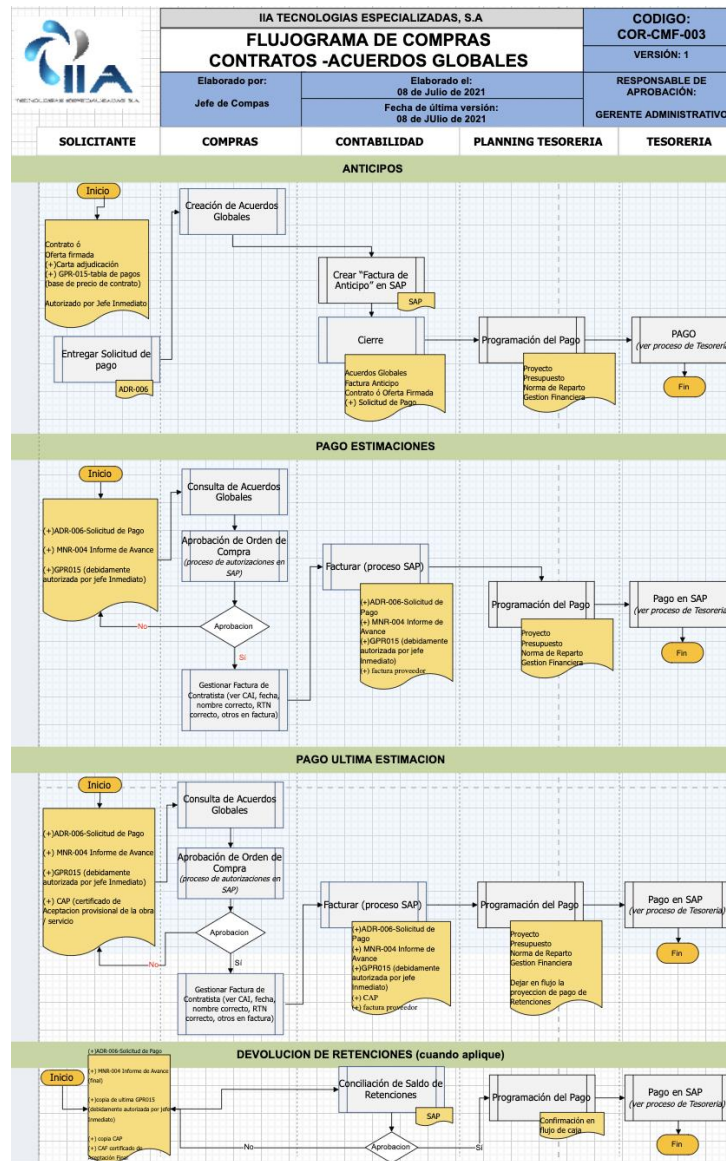 IIA
TECNOLOGIAS ESPECIALIZADAS S.A.
IIA TECNOLOGIAS ESPECIALIZADAS, S.A
FLUJOGRAMA DE COMPRAS
CONTRATOS -ACUERDOS GLOBALES
CODIGO:
COR-CMF-003
VERSIÓN: 1
Elaborado por:
Jefe de Compas
Elaborado el:
08 de Julio de 2021
Fecha de última versión:
08 de JUlio de 2021
RESPONSABLE DE
APROBACIÓN:
GERENTE ADMINISTRATIVO
SOLICITANTE
COMPRAS
CONTABILIDAD
PLANNING TESORERIA
TESORERIA
ANTICIPOS
Inicio
Contrato ó
Oferta firmada
(+)Carta adjudicación
(+) GPR-015-tabla de pagos
(base de precio de contrato)
Autorizado por Jefe Inmediato
Entregar Solicitud de
pago
ADR-006
Creación de Acuerdos
Globales
Crear "Factura de
Anticipo" en SAP
SAP
Cierre
Acuerdos Globales
Factura Anticipo
Contrato ó Oferta Firmada
(+) Solicitud de Pago
Programación del Pago
Proyecto
Presupuesto
Norma de Reparto
Gestion Financiera
PAGO
(ver proceso de Tesorería)
Fin
PAGO ESTIMACIONES
Inicio
(+)ADR-006-Solicitud de Pago
(+) MNR-004 Informe de Avance
(+)GPR015 (debidamente
autorizada por jefe Inmediato)
Consulta de Acuerdos
Globales
Aprobación de Orden de
Compra
(proceso de autorizaciones en
SAP)
Aprobacion
No
Sí
Gestionar Factura de
Contratista (ver CAI, fecha,
nombre correcto, RTN
correcto, otros en factura)
Facturar (proceso SAP)
(+)ADR-006-Solicitud de
Pago
(+) MNR-004 Informe de
Avance
(+)GPR015 (debidamente
autorizada por jefe
Inmediato)
(+) factura proveedor
Programación del Pago
Proyecto
Presupuesto
Norma de Reparto
Gestion Financiera
Pago en SAP
(ver proceso de Tesorería)
Fin
PAGO ULTIMA ESTIMACION
Inicio
(+)ADR-006-Solicitud de Pago
(+) MNR-004 Informe de Avance
(+)GPR015 (debidamente
autorizada por jefe Inmediato)
(+) CAP (certificado de
Aceptacion provisional de la obra
/ servicio
Consulta de Acuerdos
Globales
Aprobación de Orden de
Compra
(proceso de autorizaciones en
SAP)
Aprobacion
No
Sí
Gestionar Factura de
Contratista (ver CAI, fecha,
nombre correcto, RTN
correcto, otros en factura)
Facturar (proceso SAP)
(+)ADR-006-Solicitud de
Pago
(+) MNR-004 Informe de
Avance
(+)GPR015 (debidamente
autorizada por jefe
Inmediato)
(+) CAP
(+) factura proveedor
Programación del Pago
Proyecto
Presupuesto
Norma de Reparto
Gestion Financiera
Dejar en flujo la
proyeccion de pago de
Retenciones
Pago en SAP
(ver proceso de Tesorería)
Fin
DEVOLUCION DE RETENCIONES (cuando aplique)
Inicio
(+)ADR-006-Solicitud de Pago
(+) MNR-004 Informe de Avance
(final)
(+)copia de ultima GPR015
(debidamente autorizada por jefe
Inmediato)
(+) copia CAP
(+) CAF certificado de
Aceptación Final
Conciliación de Saldo de
Retenciones
SAP
Aprobacion
No
Sí
Programación del Pago
Confirmación en
flujo de caja
Pago en SAP
(ver proceso de Tesorería)
Fin